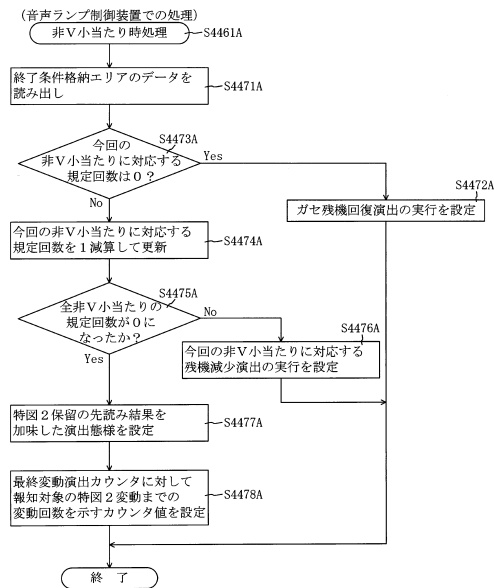 (音声ランプ制御装置での処理)
非V小当たり時処理
S4461A
終了条件格納エリアのデータを
読み出し
S4471A
S4473A
今回の
非V小当たりに対応する
規定回数は0?
Yes
No
S4472A
ガセ残機回復演出の実行を設定
今回の非V小当たりに対応する
規定回数を1減算して更新
S4474A
S4475A
全非V小当たりの
規定回数が0に
なったか?
No
Yes
S4476A
今回の非V小当たりに対応する
残機減少演出の実行を設定
特図2保留の先読み結果を
加味した演出態様を設定
S4477A
最終変動演出カウンタに対して
報知対象の特図2変動までの
変動回数を示すカウンタ値を設定
S4478A
終 了